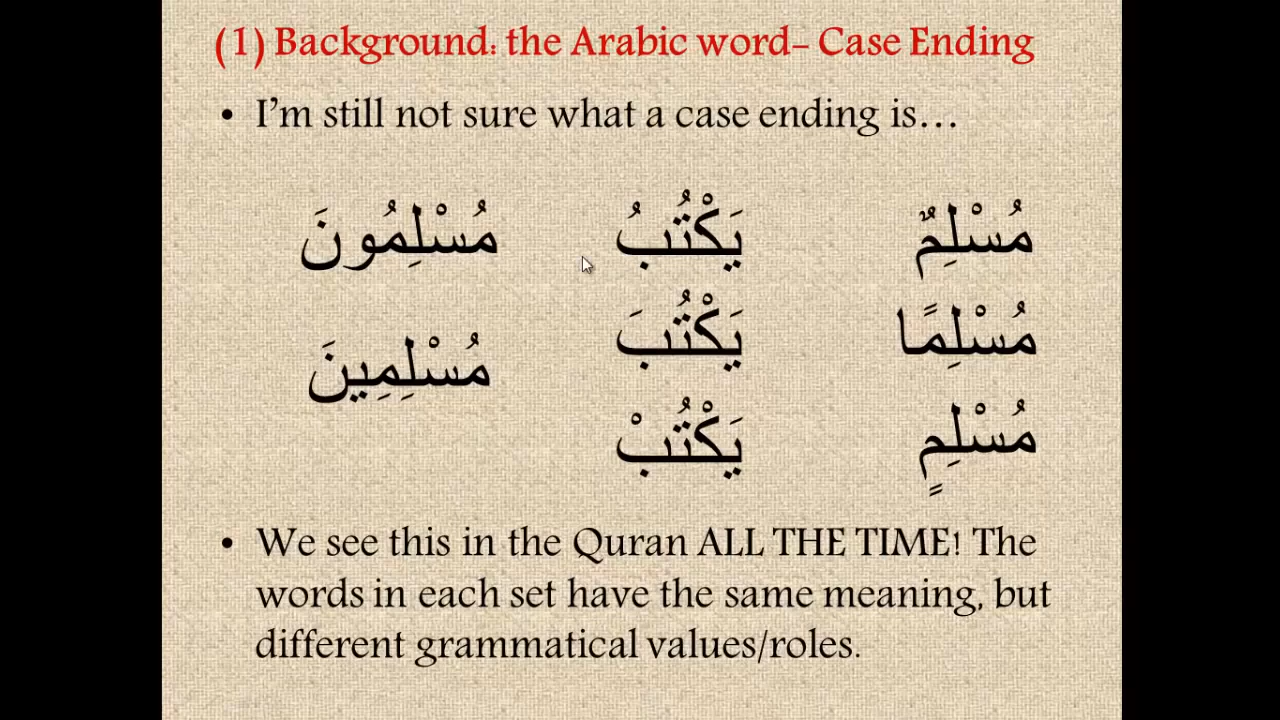 (1) Background: the Arabic word- Case Ending
• I'm still not sure what a case ending is...
مُسْلِمٌ يَكْتُبُ مُسْلِمُونَ
مُسْلِمًا يَكْتُبَ مُسْلِمِينَ
مُسْلِمٍ يَكْتُبْ
• We see this in the Quran ALL THE TIME! The
words in each set have the same meaning, but
different grammatical values/roles.